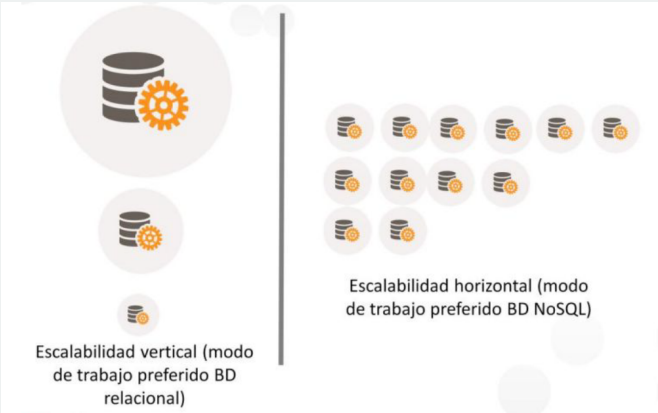 Escalabilidad vertical (modo
de trabajo preferido BD
relacional)
Escalabilidad horizontal (modo
de trabajo preferido BD NoSQL)